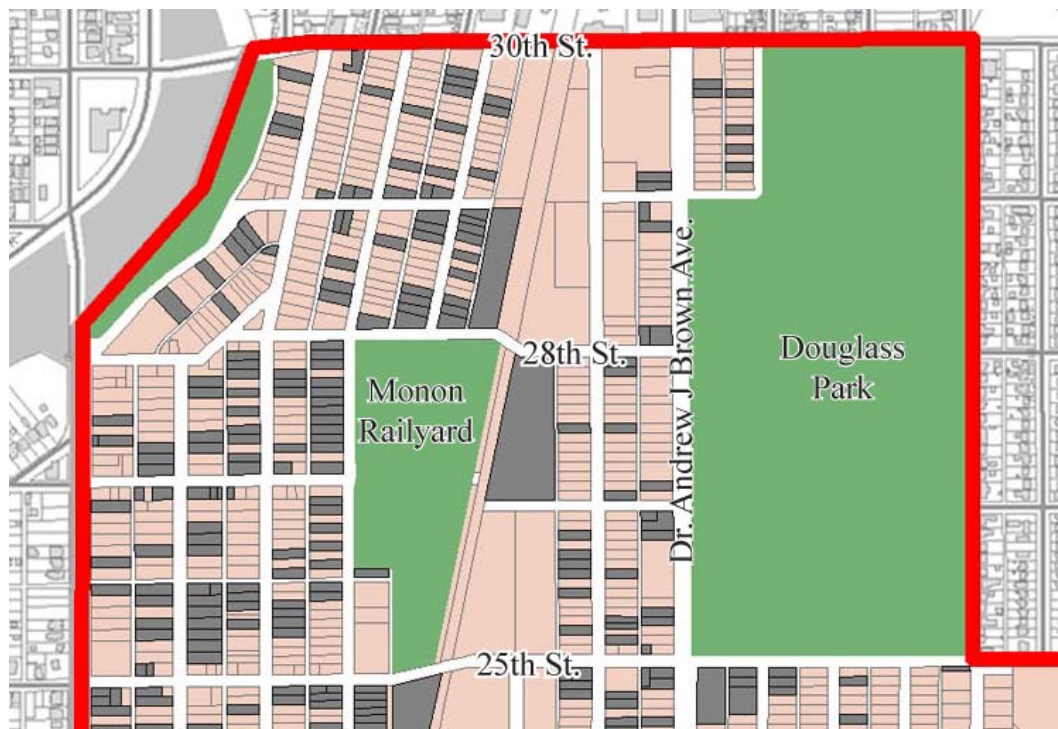 30th St.
28th St.
Monon
Railyard
Douglass
Park
Dr. Andrew J Brown Ave.
25th St.